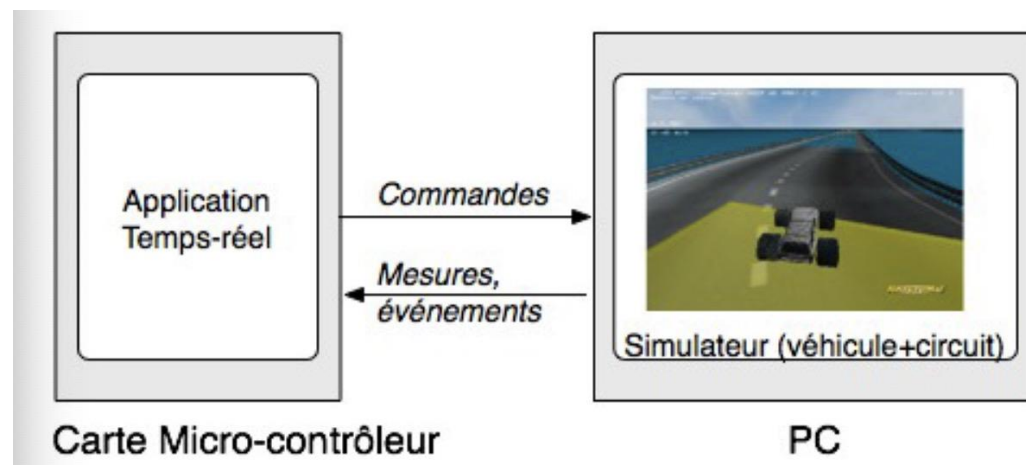 Application
Temps-réel
Commandes
Mesures,
événements
Simulateur (véhicule+circuit)
Carte Micro-contrôleur
PC